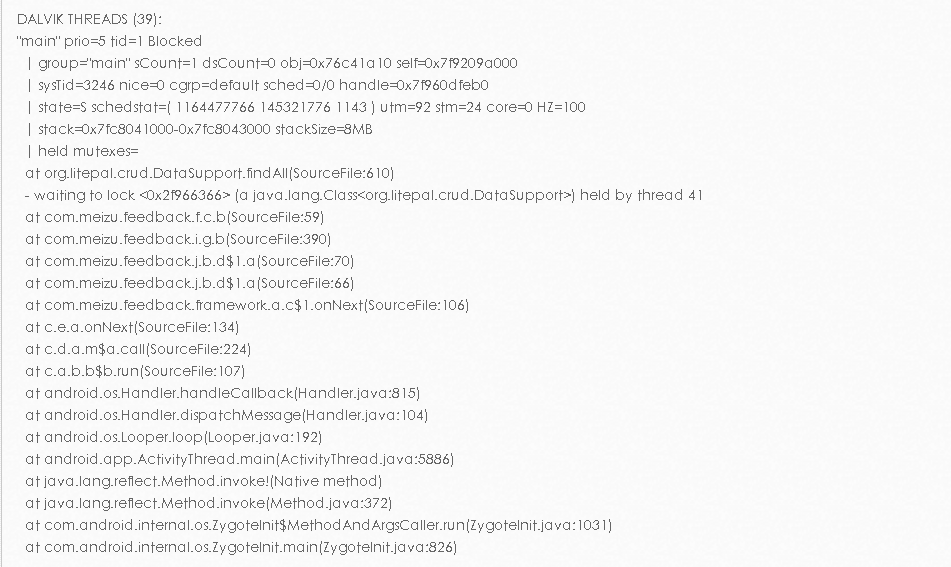 DALVIK THREADS (39):
"main" prio=5 tid=1 Blocked
| group="main" sCount=1 dsCount=0 obj=0x76c41a10 self=0x7f9209a000
| sysTid=3246 nice=0 cgrp=default sched=0/0 handle=0x7f960dfeb0
| state=S schedstat=( 1164477766 145321776 1143 ) utm=92 stm=24 core=0 HZ=100
| stack=0x7fc8041000-0x7fc8043000 stackSize=8MB
| held mutexes=
at org.litepal.crud.DataSupport.findAll(SourceFile:610)
- waiting to lock <0x2f966366> (a java.lang.Class<org.litepal.crud.DataSupport>) held by thread 41
at com.meizu.feedback.f.c.b(SourceFile:59)
at com.meizu.feedback.i.g.b(SourceFile:390)
at com.meizu.feedback.j.b.d$1.a(SourceFile:70)
at com.meizu.feedback.j.b.d$1.a(SourceFile:66)
at com.meizu.feedback.framework.a.c$1.onNext(SourceFile:106)
at c.e.a.onNext(SourceFile:134)
at c.d.a.m$a.call(SourceFile:224)
at c.a.b.b$b.run(SourceFile:107)
at android.os.Handler.handleCallback(Handler.java:815)
at android.os.Handler.dispatchMessage(Handler.java:104)
at android.os.Looper.loop(Looper.java:192)
at android.app.ActivityThread.main(ActivityThread.java:5886)
at java.lang.reflect.Method.invoke!(Native method)
at java.lang.reflect.Method.invoke(Method.java:372)
at com.android.internal.os.ZygoteInit$MethodAndArgsCaller.run(ZygoteInit.java:1031)
at com.android.internal.os.ZygoteInit.main(ZygoteInit.java:826)